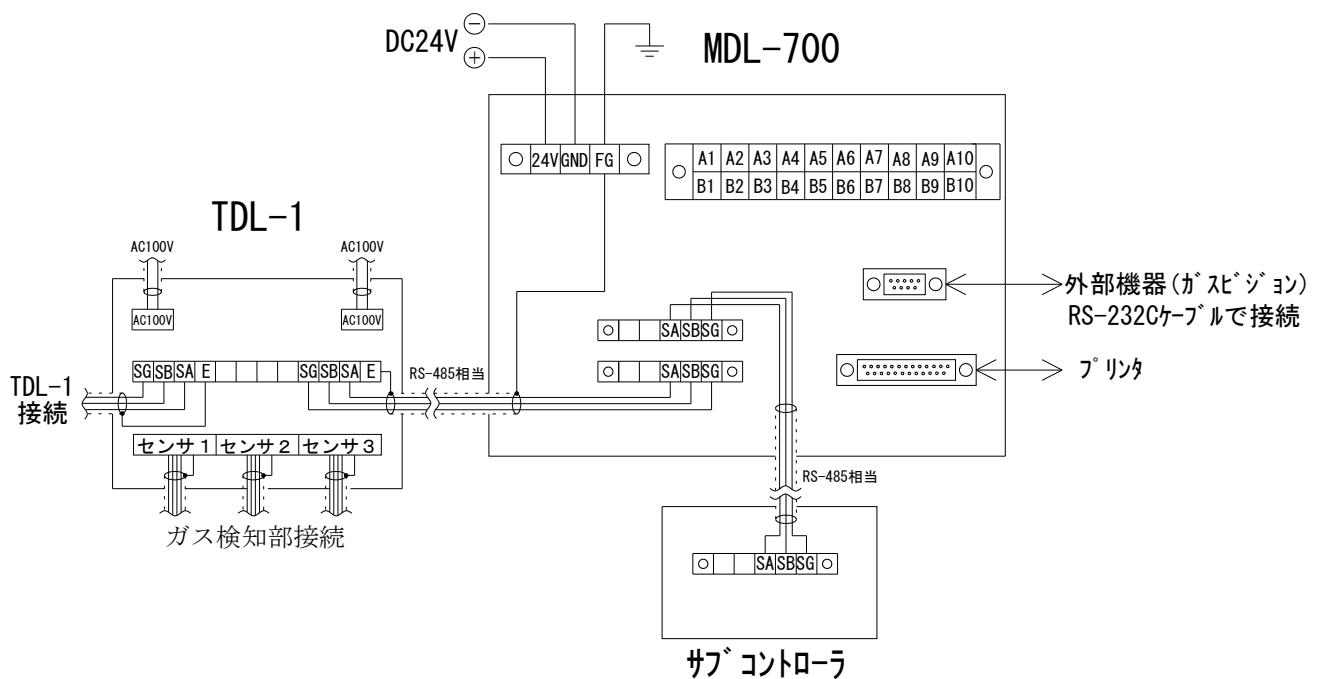 DC24V
⊖
⊕
MDL-700
24V GND FG
A1 A2 A3 A4 A5 A6 A7 A8 A9 A10
B1 B2 B3 B4 B5 B6 B7 B8 B9 B10
TDL-1
AC100V
AC100V
AC100V
AC100V
外部機器(ｶﾞｽﾋﾞｼﾞｮﾝ)
RS-232Cｹｰﾌﾞﾙで接続
SA SB SG
SG SB SA E SG SB SA E
RS-485相当
SA SB SG
ﾌﾟﾘﾝﾀ
TDL-1
接続
センサ1 センサ2 センサ3
RS-485相当
ガス検知部接続
SA SB SG
ｻﾌﾞｺﾝﾄﾛｰﾗ